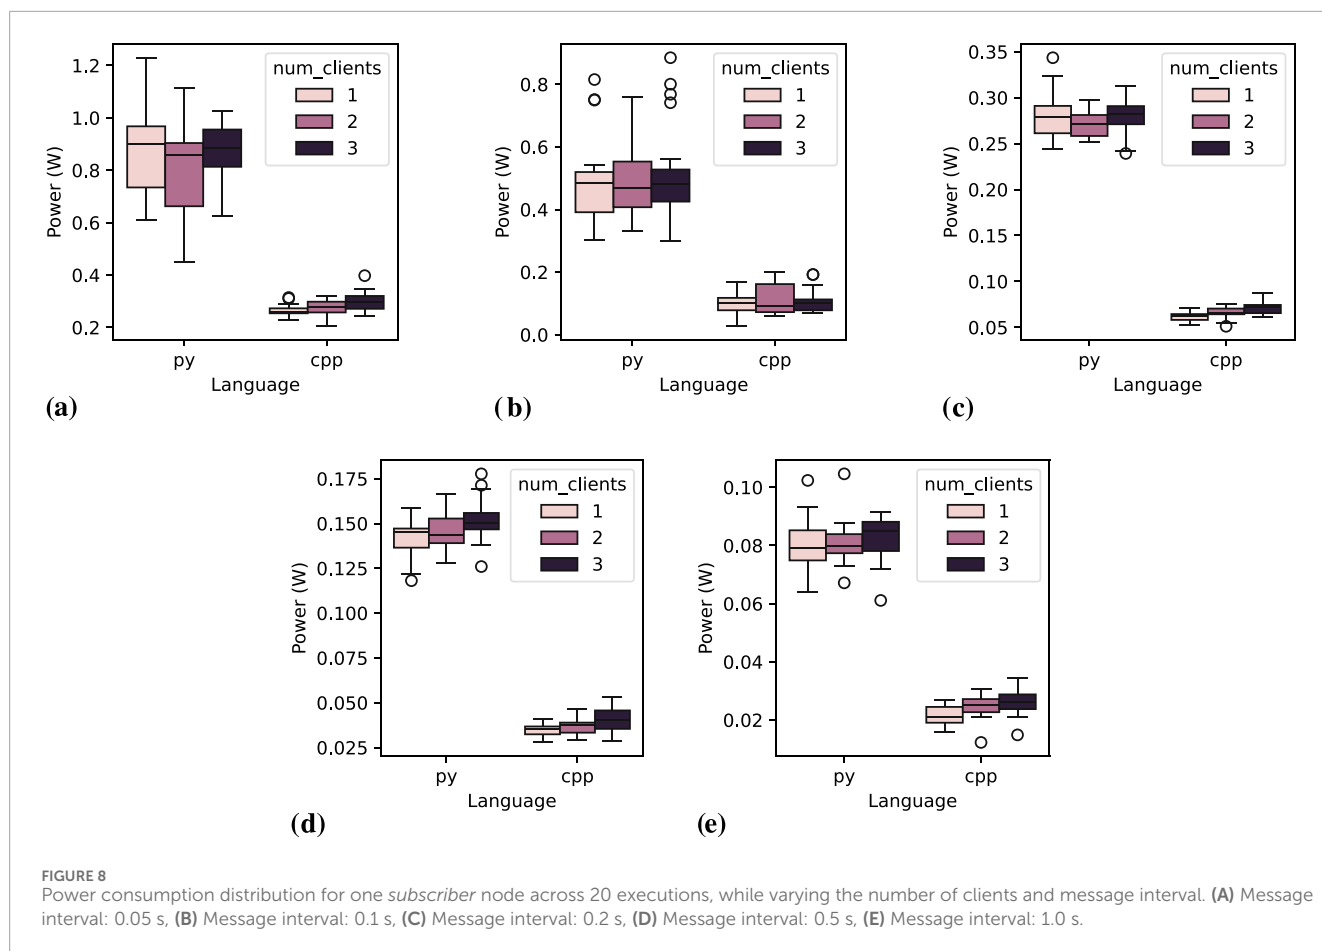 1.2
1.0
0.8
0.6
0.4
0.2
Power (W)
py
cpp
Language
num_clients
1
2
3
(a)
0.8
0.6
0.4
0.2
0.0
Power (W)
py
cpp
Language
num_clients
1
2
3
(b)
0.35
0.30
0.25
0.20
0.15
0.10
0.05
Power (W)
py
cpp
Language
num_clients
1
2
3
(c)
0.175
0.150
0.125
0.100
0.075
0.050
0.025
Power (W)
py
cpp
Language
num_clients
1
2
3
(d)
0.10
0.08
0.06
0.04
0.02
Power (W)
py
cpp
Language
num_clients
1
2
3
(e)
FIGURE 8
Power consumption distribution for one subscriber node across 20 executions, while varying the number of clients and message interval. (A) Message
interval: 0.05 s, (B) Message interval: 0.1 s, (C) Message interval: 0.2 s, (D) Message interval: 0.5 s, (E) Message interval: 1.0 s.